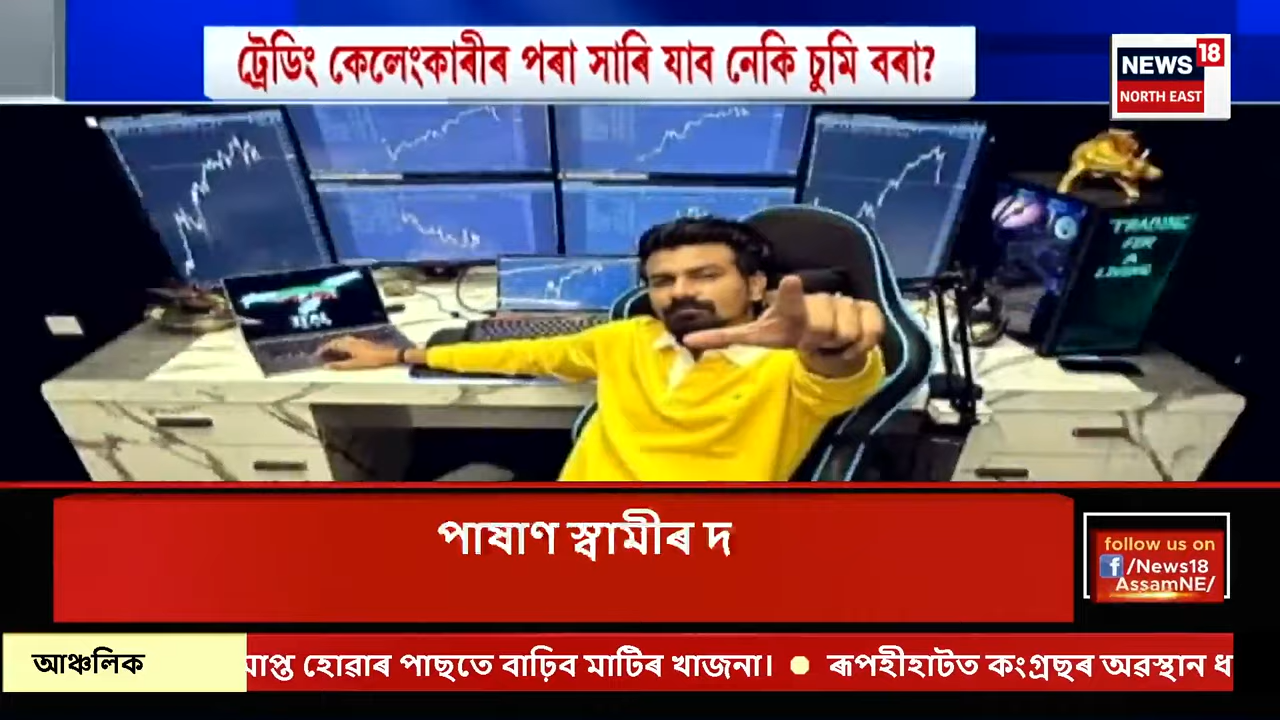 ট্ৰেডিং কেলেংকাৰীৰ পৰা সাৰি যাব নেকি চুমি বৰা?
NEWS 18
NORTH EAST
TRADING
FOR
A
LIVING
পাষাণ স্বামীৰ দ
follow us on
f/News18
AssamNE/
আঞ্চলিক
হোৱাৰ পাছতে বাঢ়িব মাটিৰ খাজনা। ● ৰূপহীহাটত কংগ্ৰেছৰ অৱস্থান ধ